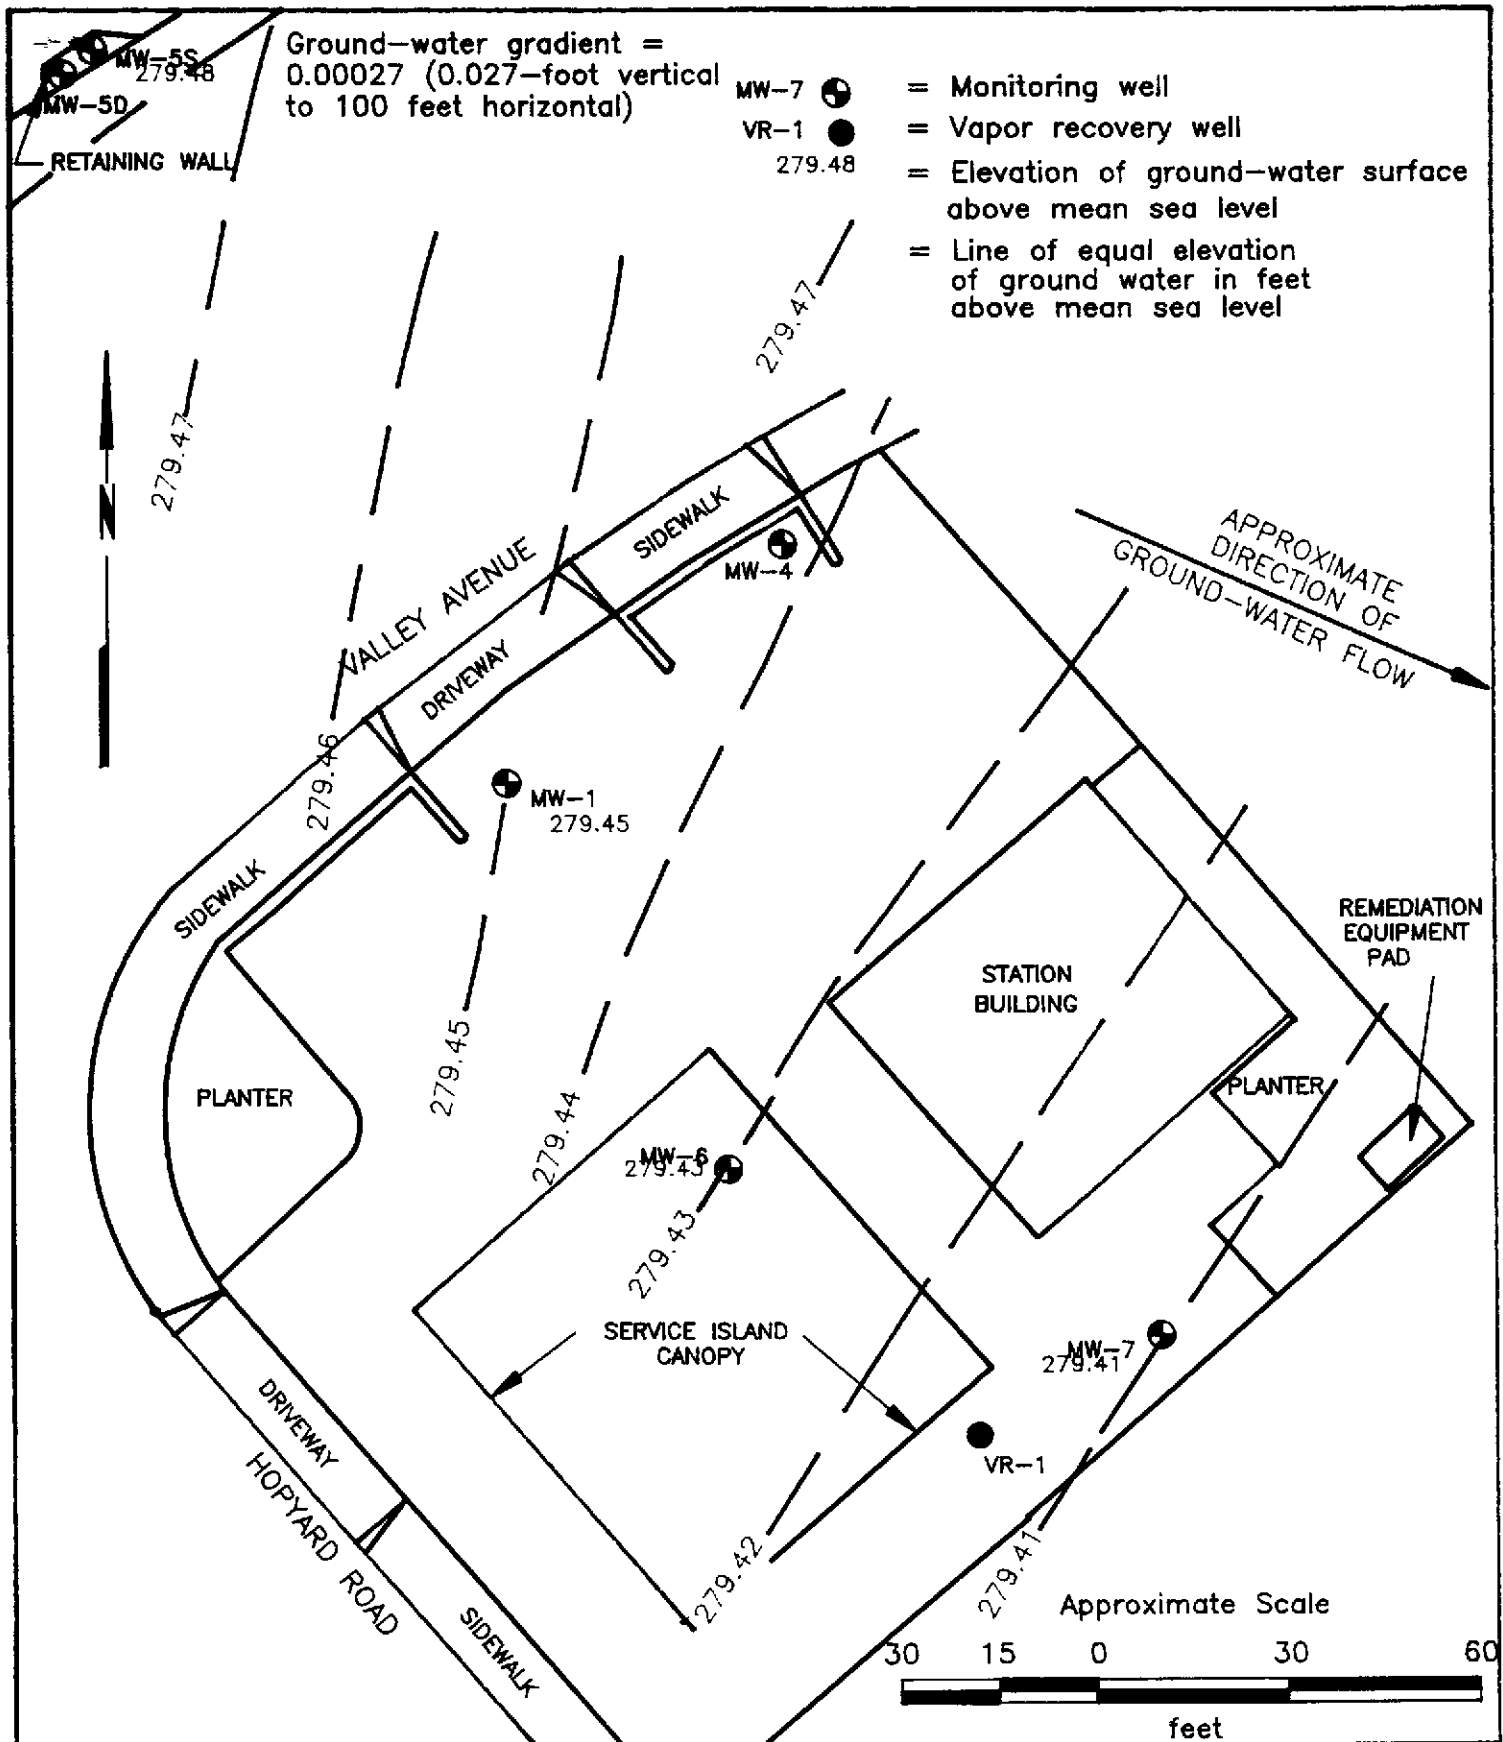 MW-5S
279.48
MW-5D
RETAINING WALL
Ground-water gradient =
0.00027 (0.027-foot vertical
to 100 feet horizontal)
MW-7 = Monitoring well
VR-1 = Vapor recovery well
279.48 = Elevation of ground-water surface
above mean sea level
279.47 = Line of equal elevation
of ground water in feet
above mean sea level
279.47
N
VALLEY AVENUE
SIDEWALK
MW-4
APPROXIMATE
DIRECTION OF
GROUND-WATER FLOW
DRIVEWAY
279.46
MW-1
279.45
SIDEWALK
REMEDIATION
EQUIPMENT
PAD
STATION
BUILDING
279.45
PLANTER
PLANTER
279.44
MW-6
279.43
279.43
SERVICE ISLAND
CANOPY
MW-7
279.41
DRIVEWAY
HOPYARD ROAD
VR-1
279.42
279.41
SIDEWALK
Approximate Scale
30 15 0 30 60
feet